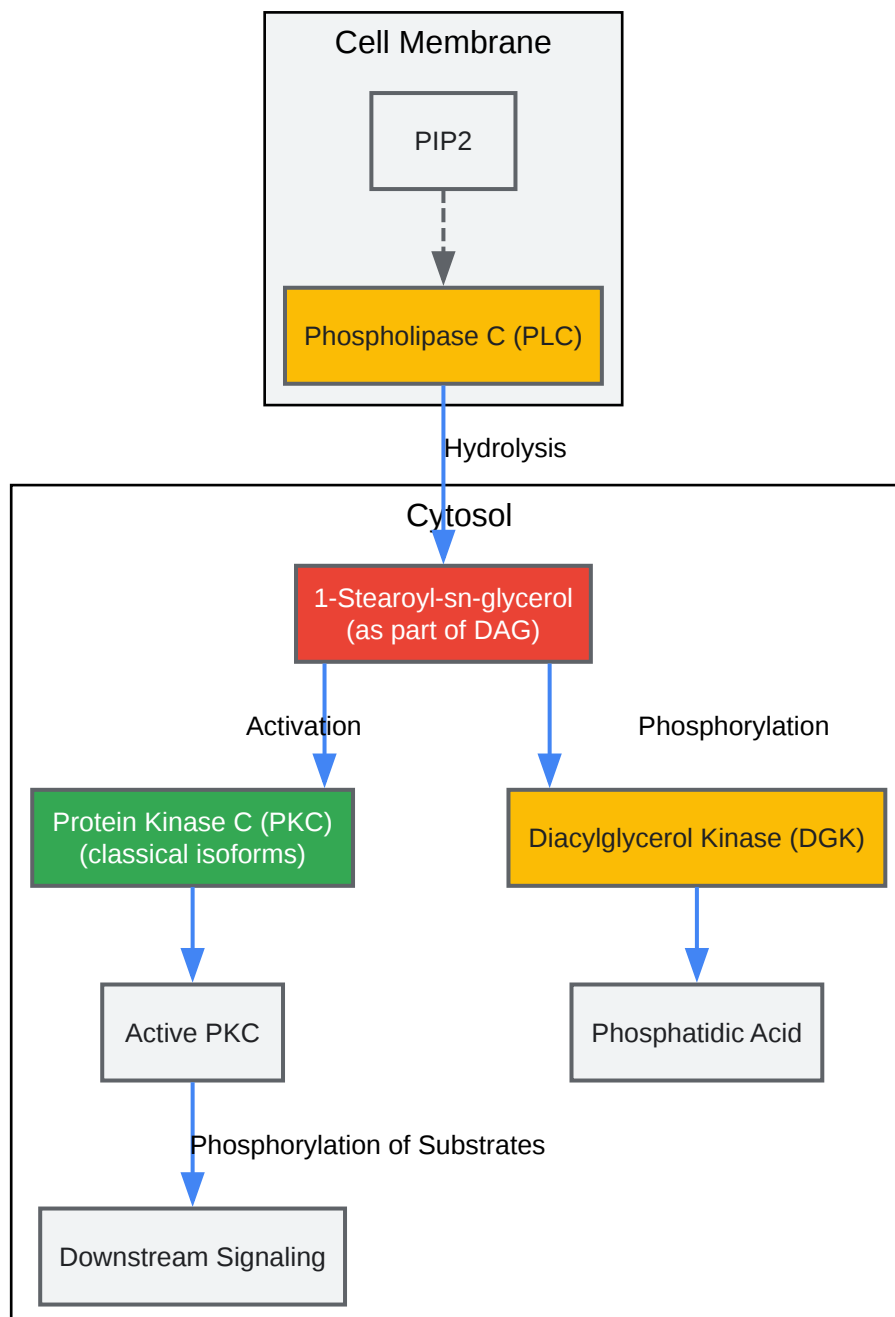 Cell Membrane
PIP2
Phospholipase C (PLC)
Hydrolysis
Cytosol
1-Stearoyl-sn-glycerol
(as part of DAG)
Activation
Phosphorylation
Protein Kinase C (PKC)
(classical isoforms)
Diacylglycerol Kinase (DGK)
Active PKC
Phosphatidic Acid
Phosphorylation of Substrates
Downstream Signaling